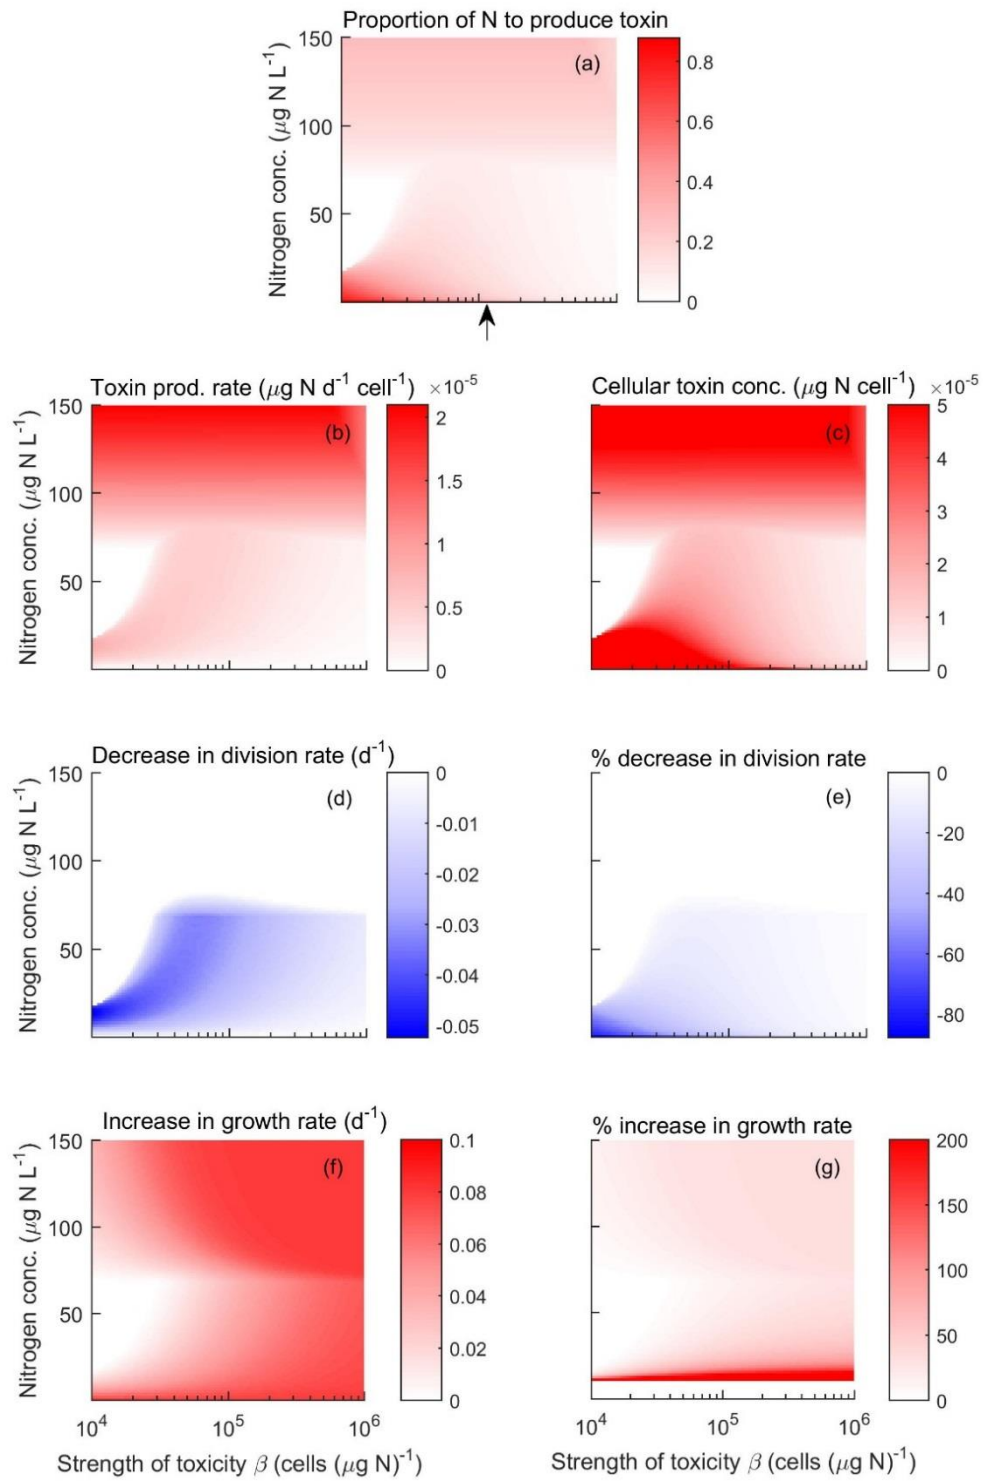 Proportion of N to produce toxin
150
100
50
Nitrogen conc. (μg N L⁻¹)
(a)
0.8
0.6
0.4
0.2
0
Toxin prod. rate (μg N d⁻¹ cell⁻¹) ×10⁻⁵
150
100
50
Nitrogen conc. (μg N L⁻¹)
(b)
2
1.5
1
0.5
0
Cellular toxin conc. (μg N cell⁻¹) ×10⁻⁵
(c)
5
4
3
2
1
0
Decrease in division rate (d⁻¹)
150
100
50
Nitrogen conc. (μg N L⁻¹)
(d)
0
-0.01
-0.02
-0.03
-0.04
-0.05
% decrease in division rate
(e)
0
-20
-40
-60
-80
Increase in growth rate (d⁻¹)
150
100
50
Nitrogen conc. (μg N L⁻¹)
(f)
0.1
0.08
0.06
0.04
0.02
0
10⁴ 10⁵ 10⁶
Strength of toxicity β (cells (μg N)⁻¹)
% increase in growth rate
(g)
200
150
100
50
0
10⁴ 10⁵ 10⁶
Strength of toxicity β (cells (μg N)⁻¹)